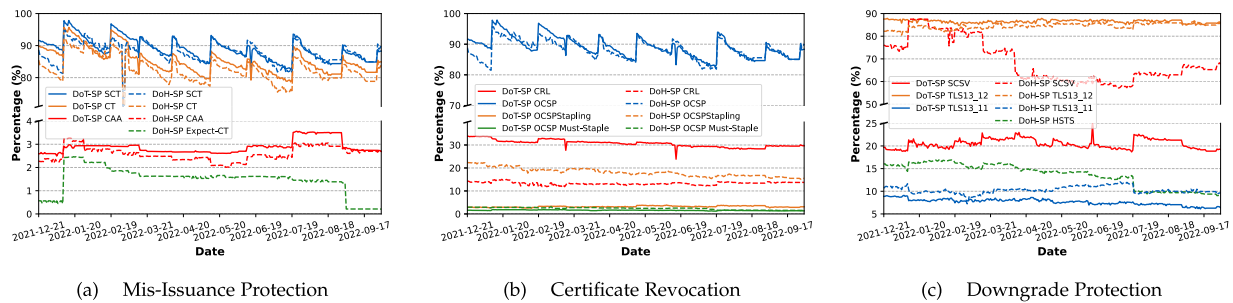 Percentage (%)
100
90
80
4
3
2
1
0
DoT-SP SCT
DoT-SP CT
DoT-SP CAA
DoH-SP SCT
DoH-SP CT
DoH-SP CAA
DoH-SP Expect-CT
2021-12-21
2022-01-20
2022-02-19
2022-03-21
2022-04-20
2022-05-20
2022-06-19
2022-07-19
2022-08-18
2022-09-17
Date
(a) Mis-Issuance Protection
Percentage (%)
100
90
80
70
40
30
20
10
0
DoT-SP CRL
DoT-SP OCSP
DoT-SP OCSPStapling
DoT-SP OCSP Must-Staple
DoH-SP CRL
DoH-SP OCSP
DoH-SP OCSPStapling
DoH-SP OCSP Must-Staple
2021-12-21
2022-01-20
2022-02-19
2022-03-21
2022-04-20
2022-05-20
2022-06-19
2022-07-19
2022-08-18
2022-09-17
Date
(b) Certificate Revocation
Percentage (%)
90
80
70
60
50
25
20
15
10
5
DoT-SP SCSV
DoT-SP TLS13_12
DoT-SP TLS13_11
DoH-SP SCSV
DoH-SP TLS13_12
DoH-SP TLS13_11
DoH-SP HSTS
2021-12-21
2022-01-20
2022-02-19
2022-03-21
2022-04-20
2022-05-20
2022-06-19
2022-07-19
2022-08-18
2022-09-17
Date
(c) Downgrade Protection